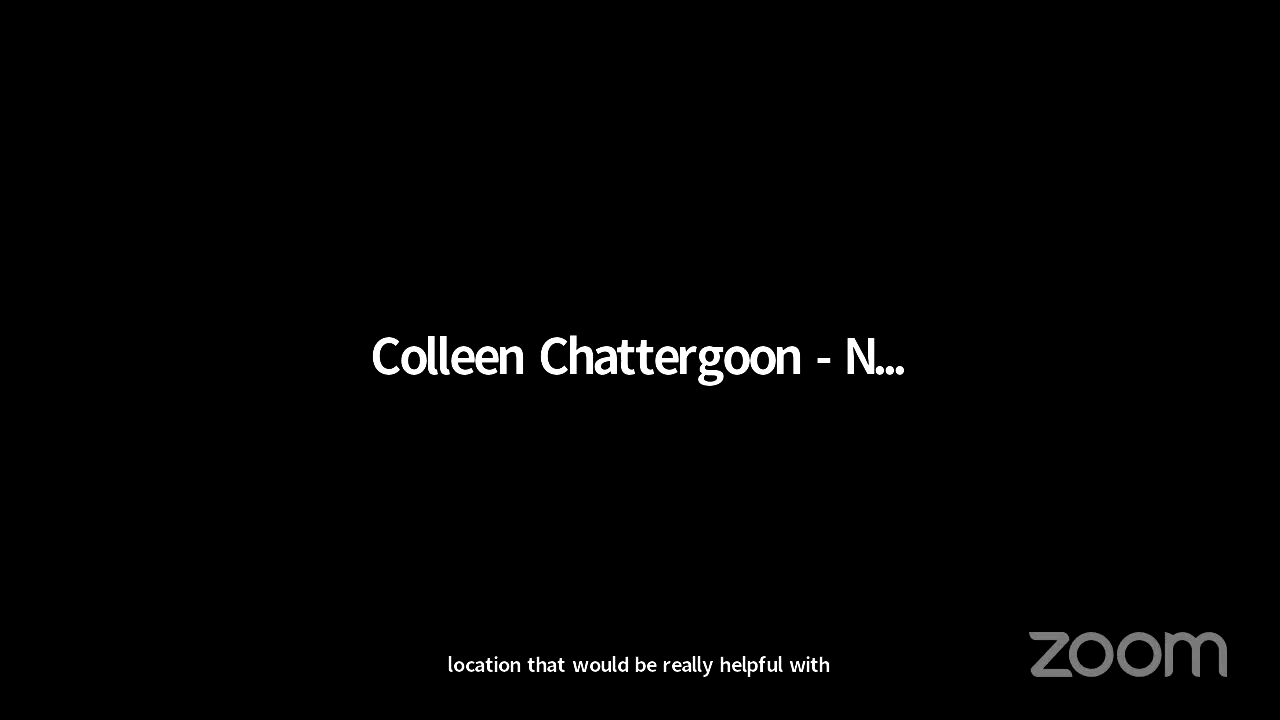 Colleen Chattergoon - N...
location that would be really helpful with
zoom